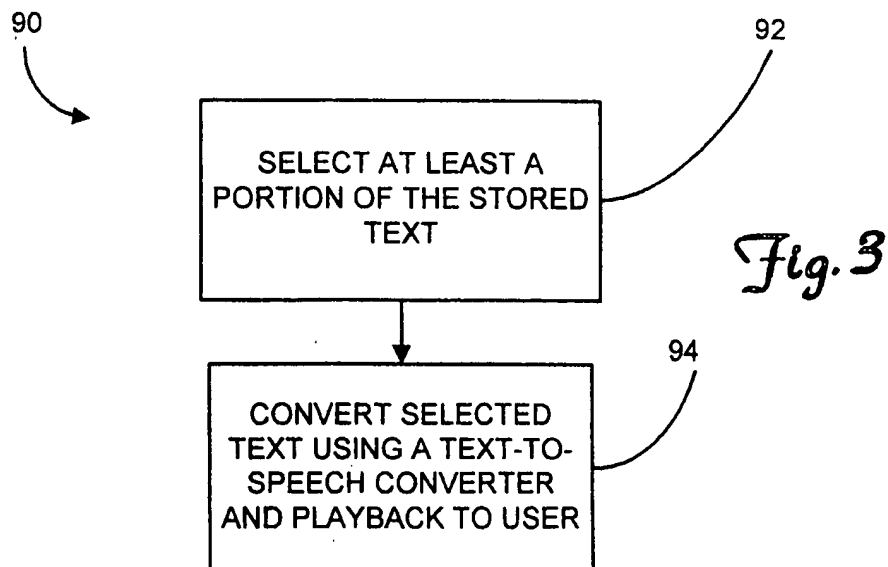 90
92
SELECT AT LEAST A
PORTION OF THE STORED
TEXT
Fig. 3
94
CONVERT SELECTED
TEXT USING A TEXT-TO-
SPEECH CONVERTER
AND PLAYBACK TO USER